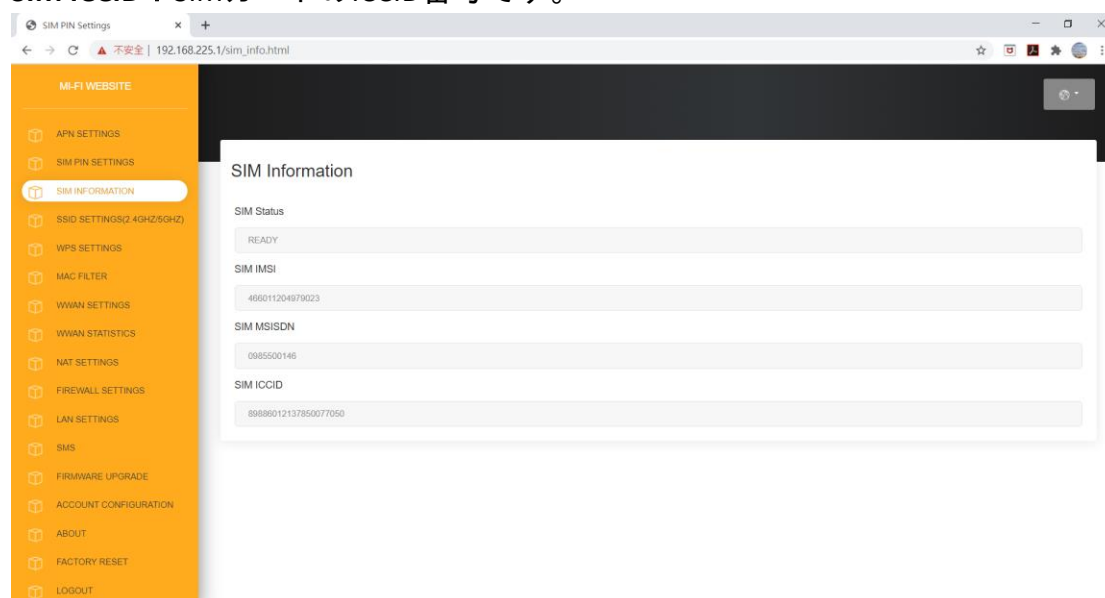 SIM ICCID：Simカードのiccid番号です。
SIM PIN Settings
不安全 | 192.168.225.1/sim_info.html
MI-FI WEBSITE
APN SETTINGS
SIM PIN SETTINGS
SIM INFORMATION
SSID SETTINGS(2.4GHZ/5GHZ)
WPS SETTINGS
MAC FILTER
WWAN SETTINGS
WWAN STATISTICS
NAT SETTINGS
FIREWALL SETTINGS
LAN SETTINGS
SMS
FIRMWARE UPGRADE
ACCOUNT CONFIGURATION
ABOUT
FACTORY RESET
LOGOUT
SIM Information
SIM Status
READY
SIM IMSI
466011204979023
SIM MSISDN
0985500146
SIM ICCID
89886012137850077050